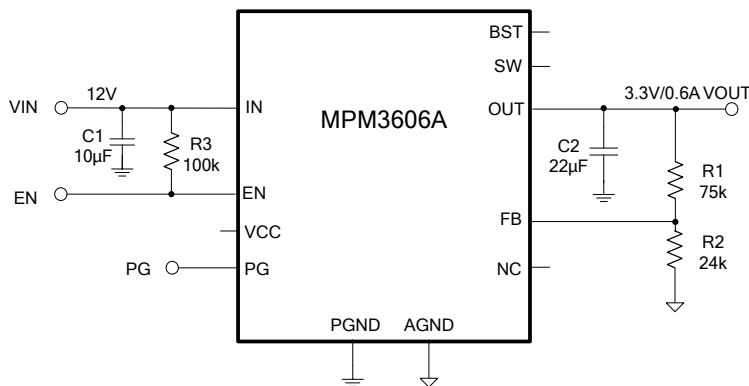 BST
SW
12V
3.3V/0.6A VOUT
VIN
IN
OUT
MPM3606A
C1
10µF
R3
100k
C2
22µF
R1
75k
EN
EN
FB
VCC
R2
24k
PG
PG
NC
PGND
AGND